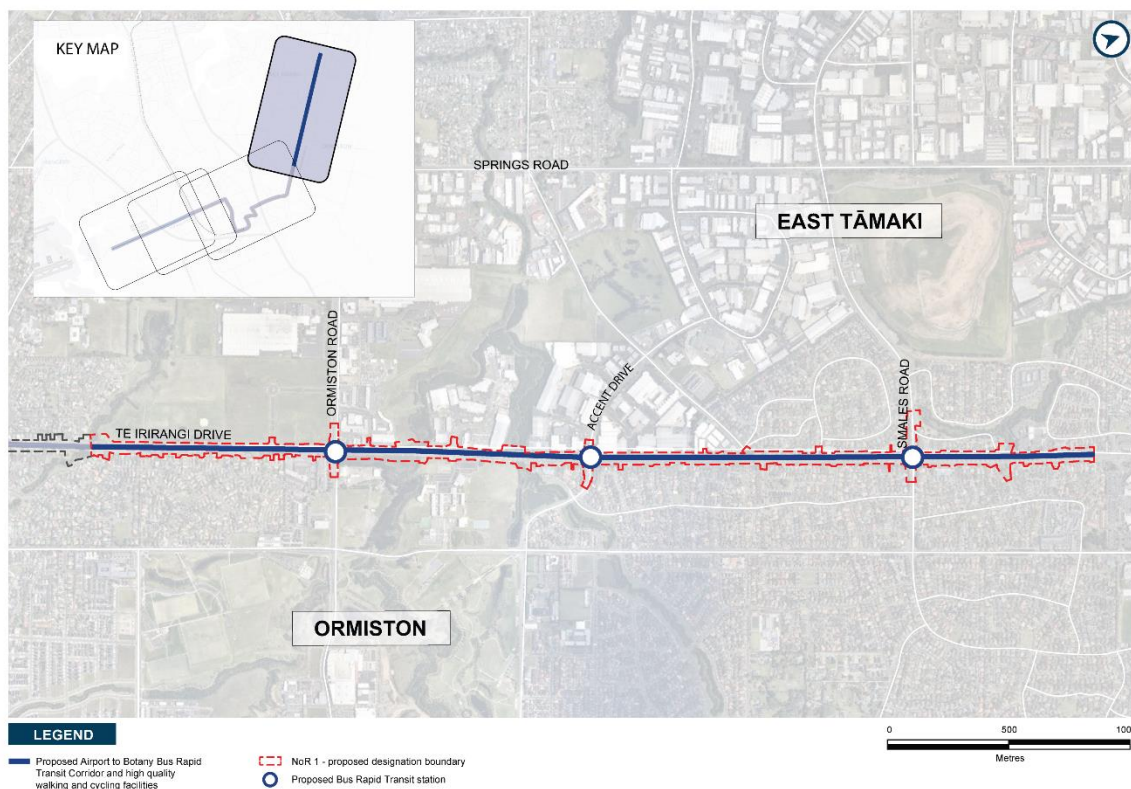 KEY MAP
SPRINGS ROAD
EAST TĀMAKI
ORMISTON ROAD
ACCENT DRIVE
SMALES ROAD
TE IRIRANGI DRIVE
ORMISTON
LEGEND
Proposed Airport to Botany Bus Rapid
Transit Corridor and high quality
walking and cycling facilities
NoR 1 - proposed designation boundary
Proposed Bus Rapid Transit station
0 500 100
Metres